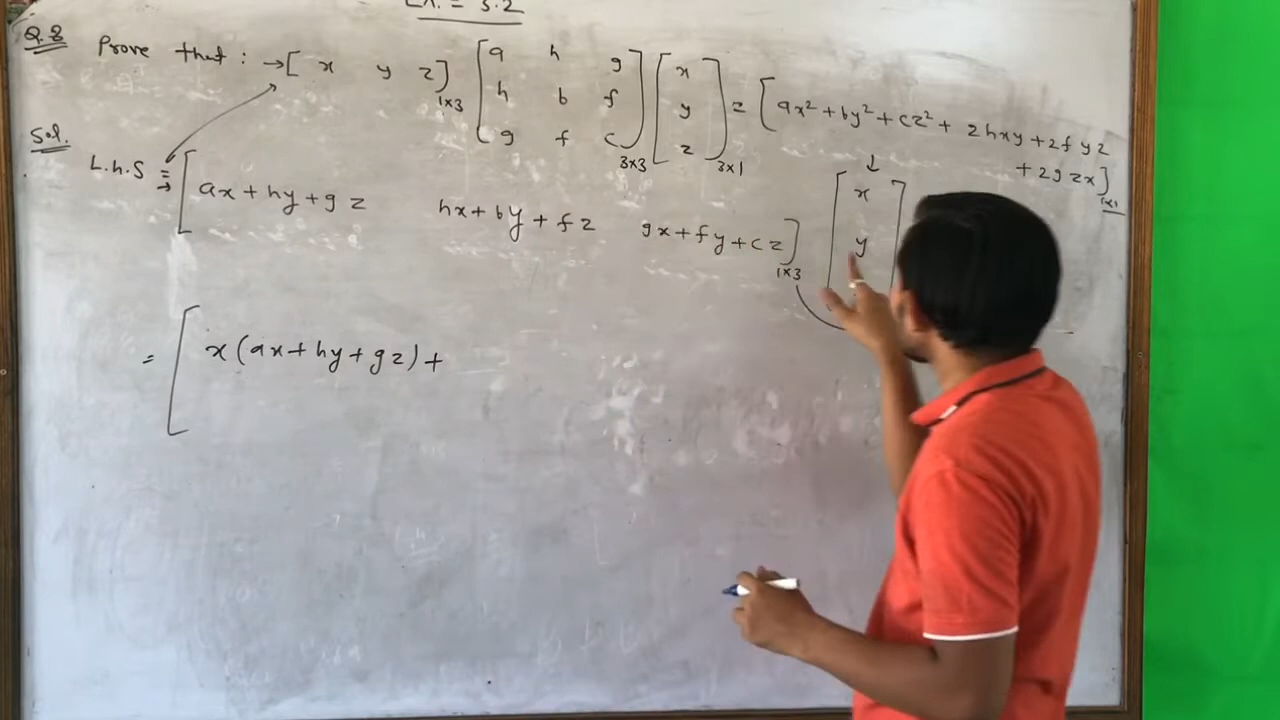 Ex. = 5.2
Q.8 Prove that : → [ x y z ]1×3 [ a h g h b f g f c ]3×3 [ x y z ]3×1 = [ ax² + by² + cz² + 2hxy + 2fyz + 2gzx ]1×1
Sol.
L.h.S = → [ ax + hy + gz hx + by + fz gx + fy + cz ]1×3 [ x y
= [ x(ax + hy + gz) +